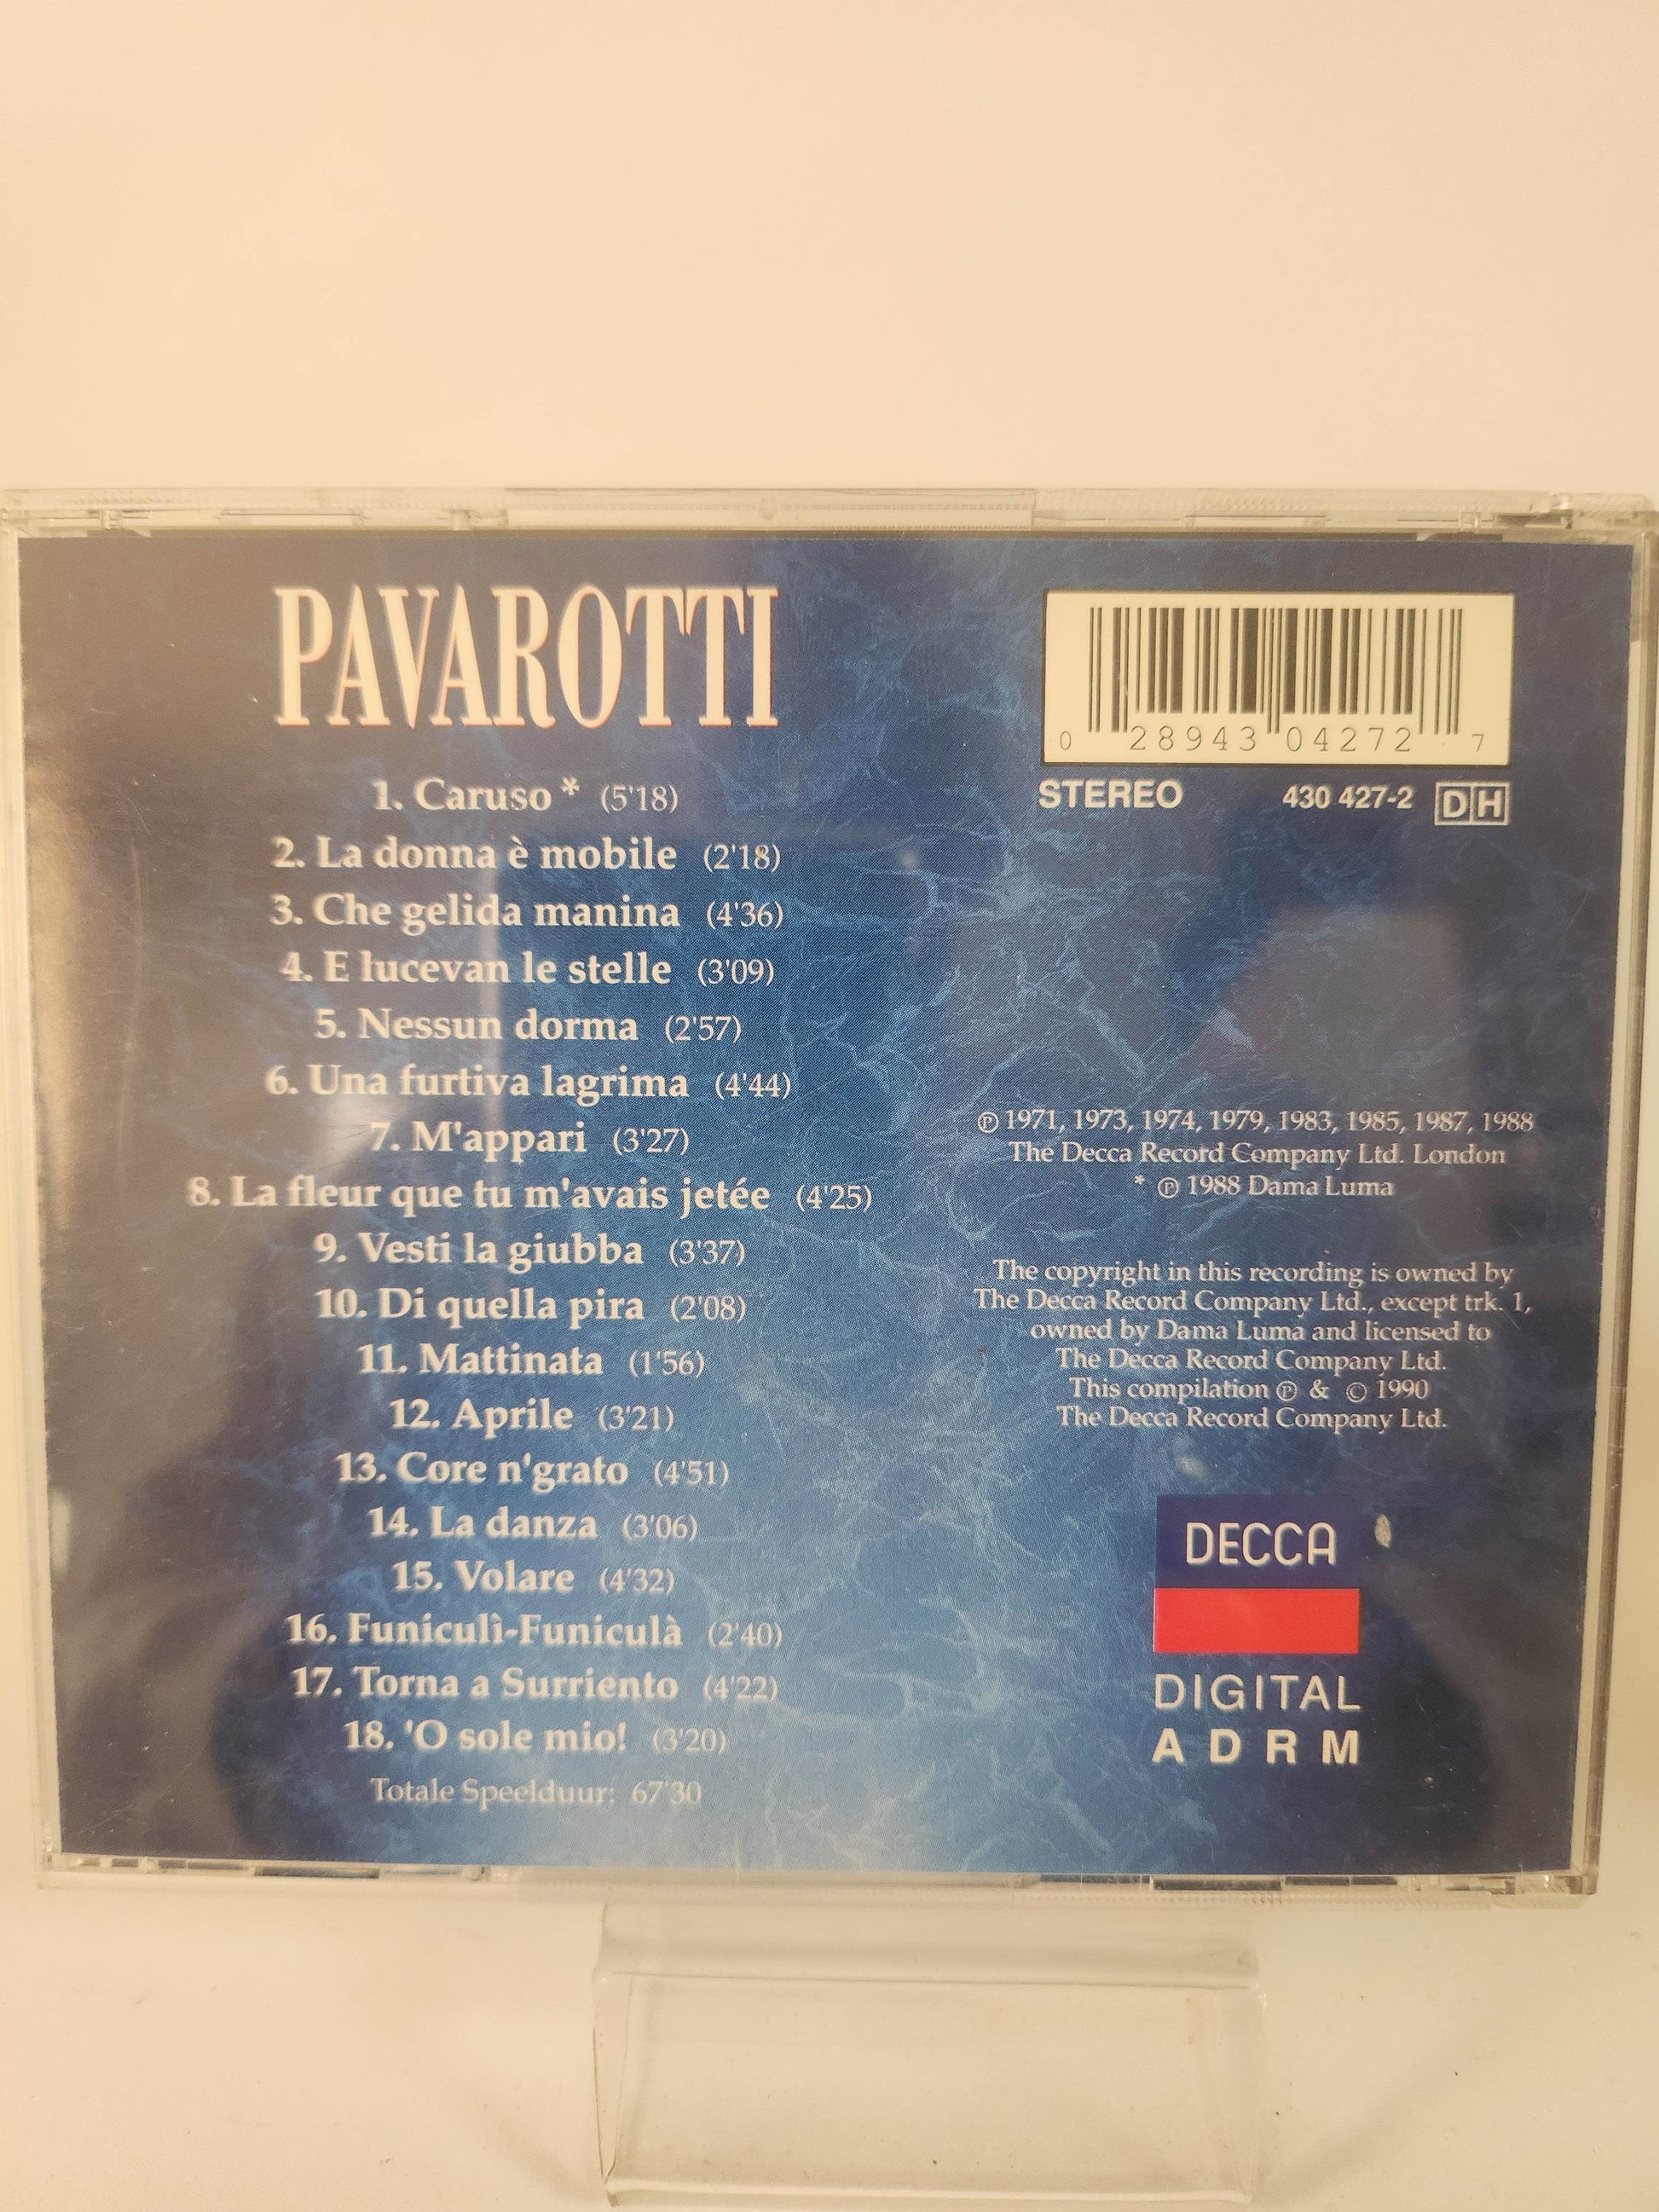 PAVAROTTI
1. Caruso * (5'18)
2. La donna è mobile (2'18)
3. Che gelida manina (4'36)
4. E lucevan le stelle (3'09)
5. Nessun dorma (2'57)
6. Una furtiva lagrima (4'44)
7. M'appari (3'27)
8. La fleur que tu m'avais jetée (4'25)
9. Vesti la giubba (3'37)
10. Di quella pira (2'08)
11. Mattinata (1'56)
12. Aprile (3'21)
13. Core n'grato (4'51)
14. La danza (3'06)
15. Volare (4'32)
16. Funiculì-Funiculà (2'40)
17. Torna a Surriento (4'22)
18. 'O sole mio! (3'20)
Totale Speelduur: 67'30
0 28943 04272 7
STEREO 430 427-2 DH
℗ 1971, 1973, 1974, 1979, 1983, 1985, 1987, 1988
The Decca Record Company Ltd. London
* ℗ 1988 Dama Luma
The copyright in this recording is owned by
The Decca Record Company Ltd., except trk. 1,
owned by Dama Luma and licensed to
The Decca Record Company Ltd.
This compilation ℗ & © 1990
The Decca Record Company Ltd.
DECCA
DIGITAL
ADRM